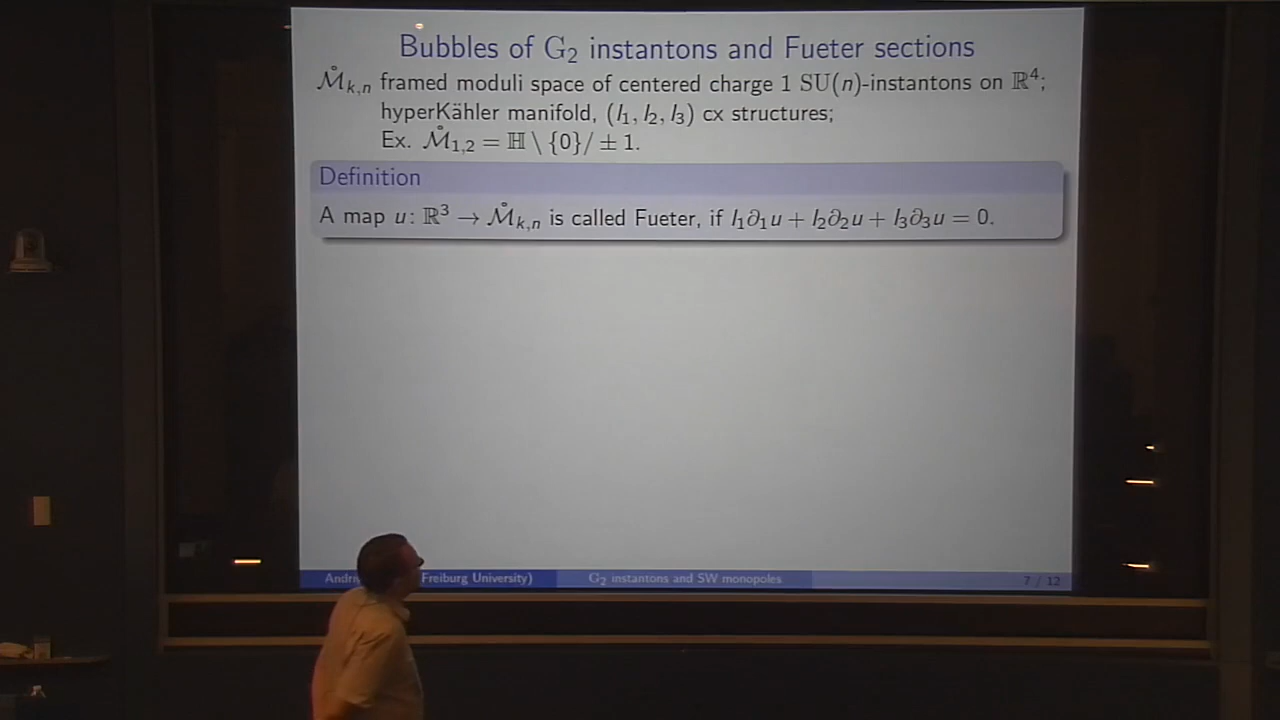 Bubbles of G₂ instantons and Fueter sections
M̊ₖ,ₙ framed moduli space of centered charge 1 SU(n)-instantons on ℝ⁴;
hyperKähler manifold, (I₁, I₂, I₃) cx structures;
Ex. M̊₁,₂ = ℍ \ {0}/ ± 1.
Definition
A map u: ℝ³ → M̊ₖ,ₙ is called Fueter, if I₁∂₁u + I₂∂₂u + I₃∂₃u = 0.
Freiburg University) G₂ instantons and SW monopoles 7 / 12